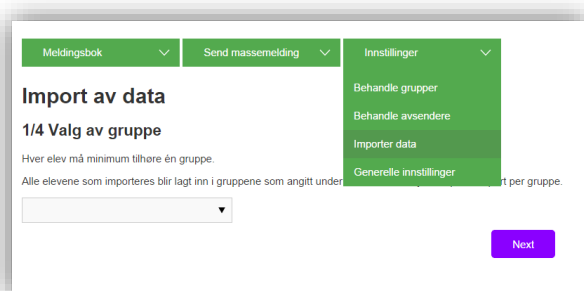 Meldingsbok
Send massemelding
Innstillinger
Behandle grupper
Behandle avsendere
Importer data
Generelle innstillinger
Import av data
1/4 Valg av gruppe
Hver elev må minimum tilhøre én gruppe.
Alle elevene som importeres blir lagt inn i gruppene som angitt under per gruppe.
Next